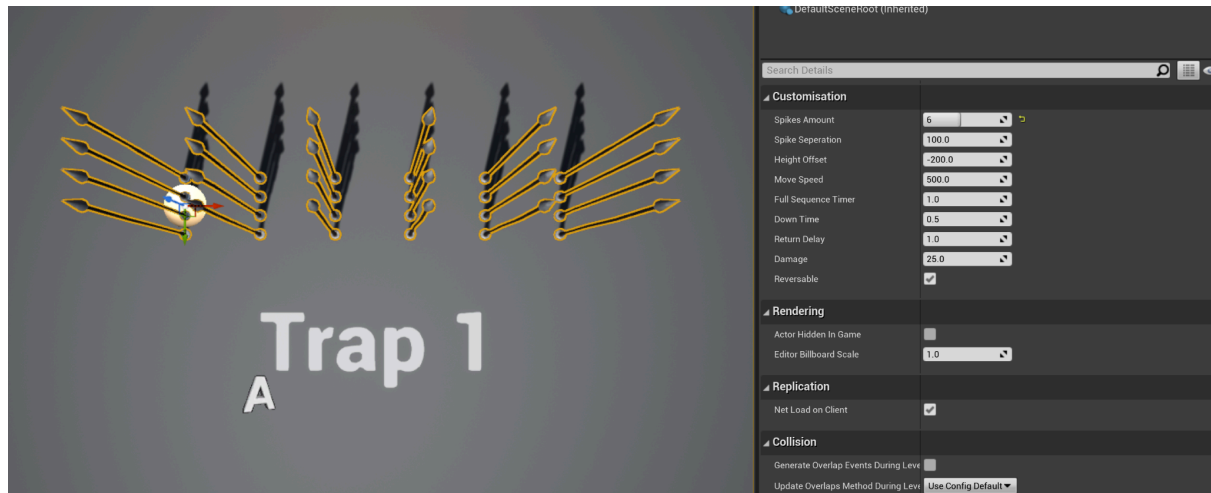 Trap 1
A
DefaultSceneRoot (Inherited)
Search Details
Customisation
Spikes Amount 6
Spike Seperation 100.0
Height Offset -200.0
Move Speed 500.0
Full Sequence Timer 1.0
Down Time 0.5
Return Delay 1.0
Damage 25.0
Reversable
Rendering
Actor Hidden In Game
Editor Billboard Scale 1.0
Replication
Net Load on Client
Collision
Generate Overlap Events During Leve
Update Overlaps Method During Leve Use Config Default